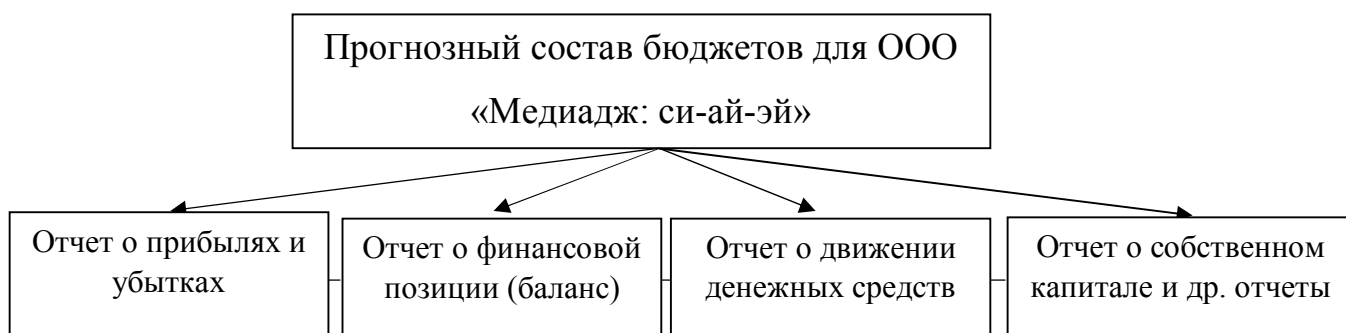 Прогнозный состав бюджетов для ООО
«Медиадж: си-ай-эй»
Отчет о прибылях и
убытках
Отчет о финансовой
позиции (баланс)
Отчет о движении
денежных средств
Отчет о собственном
капитале и др. отчеты